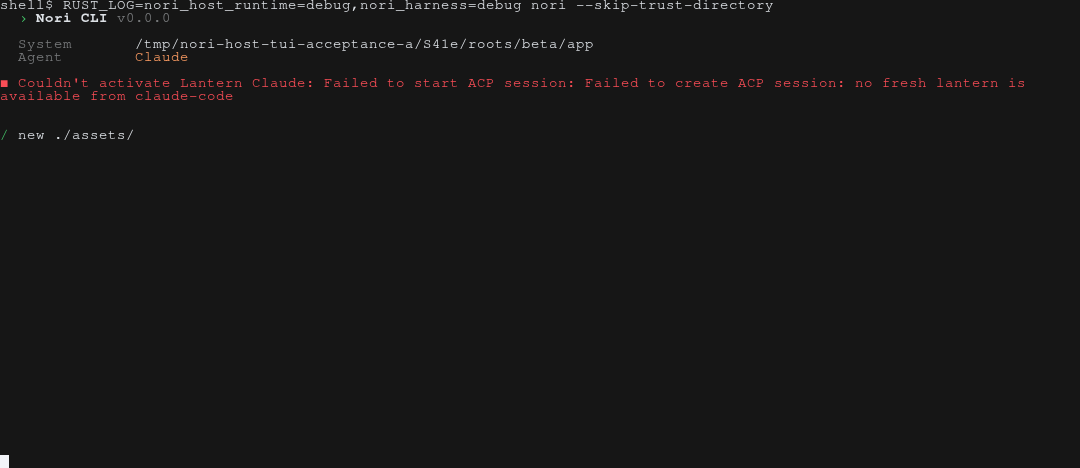 shell$ RUST_LOG=nori_host_runtime=debug,nori_harness=debug nori --skip-trust-directory
› Nori CLI v0.0.0
System /tmp/nori-host-tui-acceptance-a/S41e/roots/beta/app
Agent Claude
■ Couldn't activate Lantern Claude: Failed to start ACP session: Failed to create ACP session: no fresh lantern is
available from claude-code
/ new ./assets/